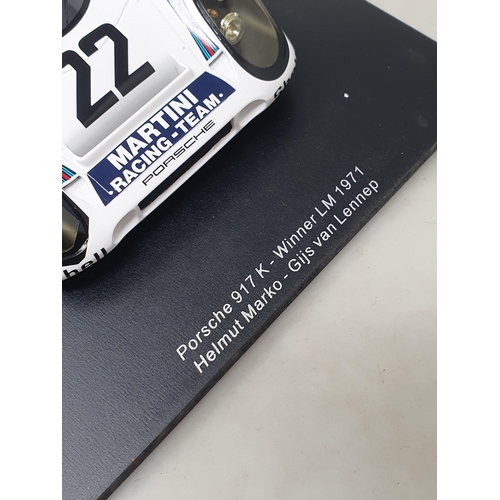 22
MARTINI
RACING-TEAM
PORSCHE
Porsche 917 K - Winner LM 1971
Helmut Marko - Gijs van Lennep